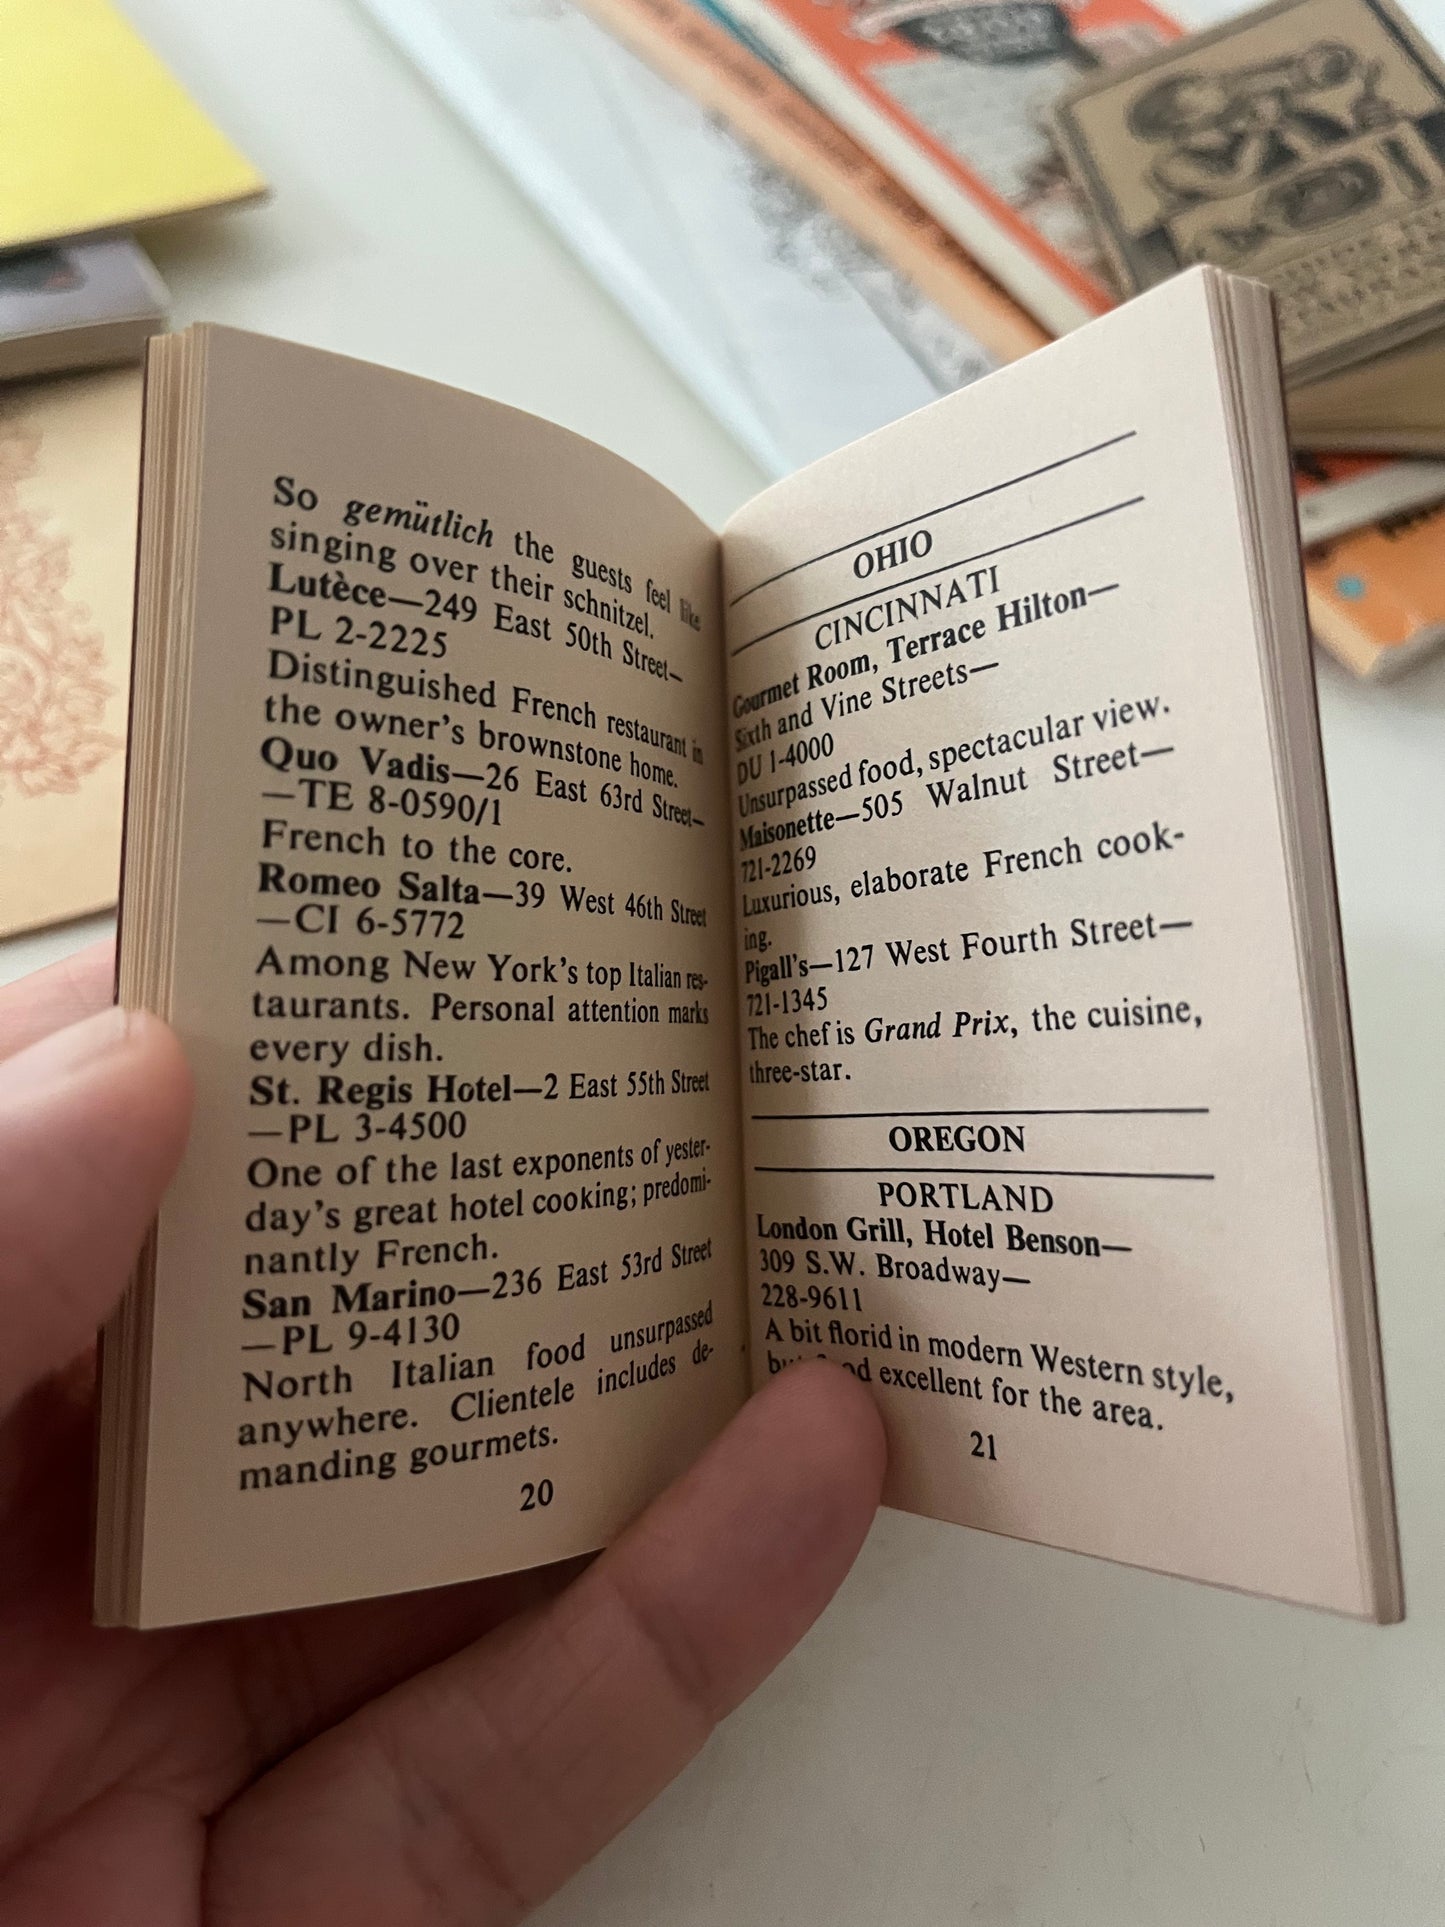 So gemütlich the guests feel like
singing over their schnitzel.
Lutèce—249 East 50th Street—
PL 2-2225
Distinguished French restaurant in
the owner's brownstone home.
Quo Vadis—26 East 63rd Street—
—TE 8-0590/1
French to the core.
Romeo Salta—39 West 46th Street
—CI 6-5772
Among New York's top Italian res-
taurants. Personal attention marks
every dish.
St. Regis Hotel—2 East 55th Street
—PL 3-4500
One of the last exponents of yester-
day's great hotel cooking; predomi-
nantly French.
San Marino—236 East 53rd Street
—PL 9-4130
North Italian food unsurpassed
anywhere. Clientele includes de-
manding gourmets.
20
OHIO
CINCINNATI
Gourmet Room, Terrace Hilton—
Sixth and Vine Streets—
DU 1-4000
Unsurpassed food, spectacular view.
Maisonette—505 Walnut Street—
721-2269
Luxurious, elaborate French cook-
ing.
Pigall's—127 West Fourth Street—
721-1345
The chef is Grand Prix, the cuisine,
three-star.
OREGON
PORTLAND
London Grill, Hotel Benson—
309 S.W. Broadway—
228-9611
A bit florid in modern Western style,
excellent for the area.
21